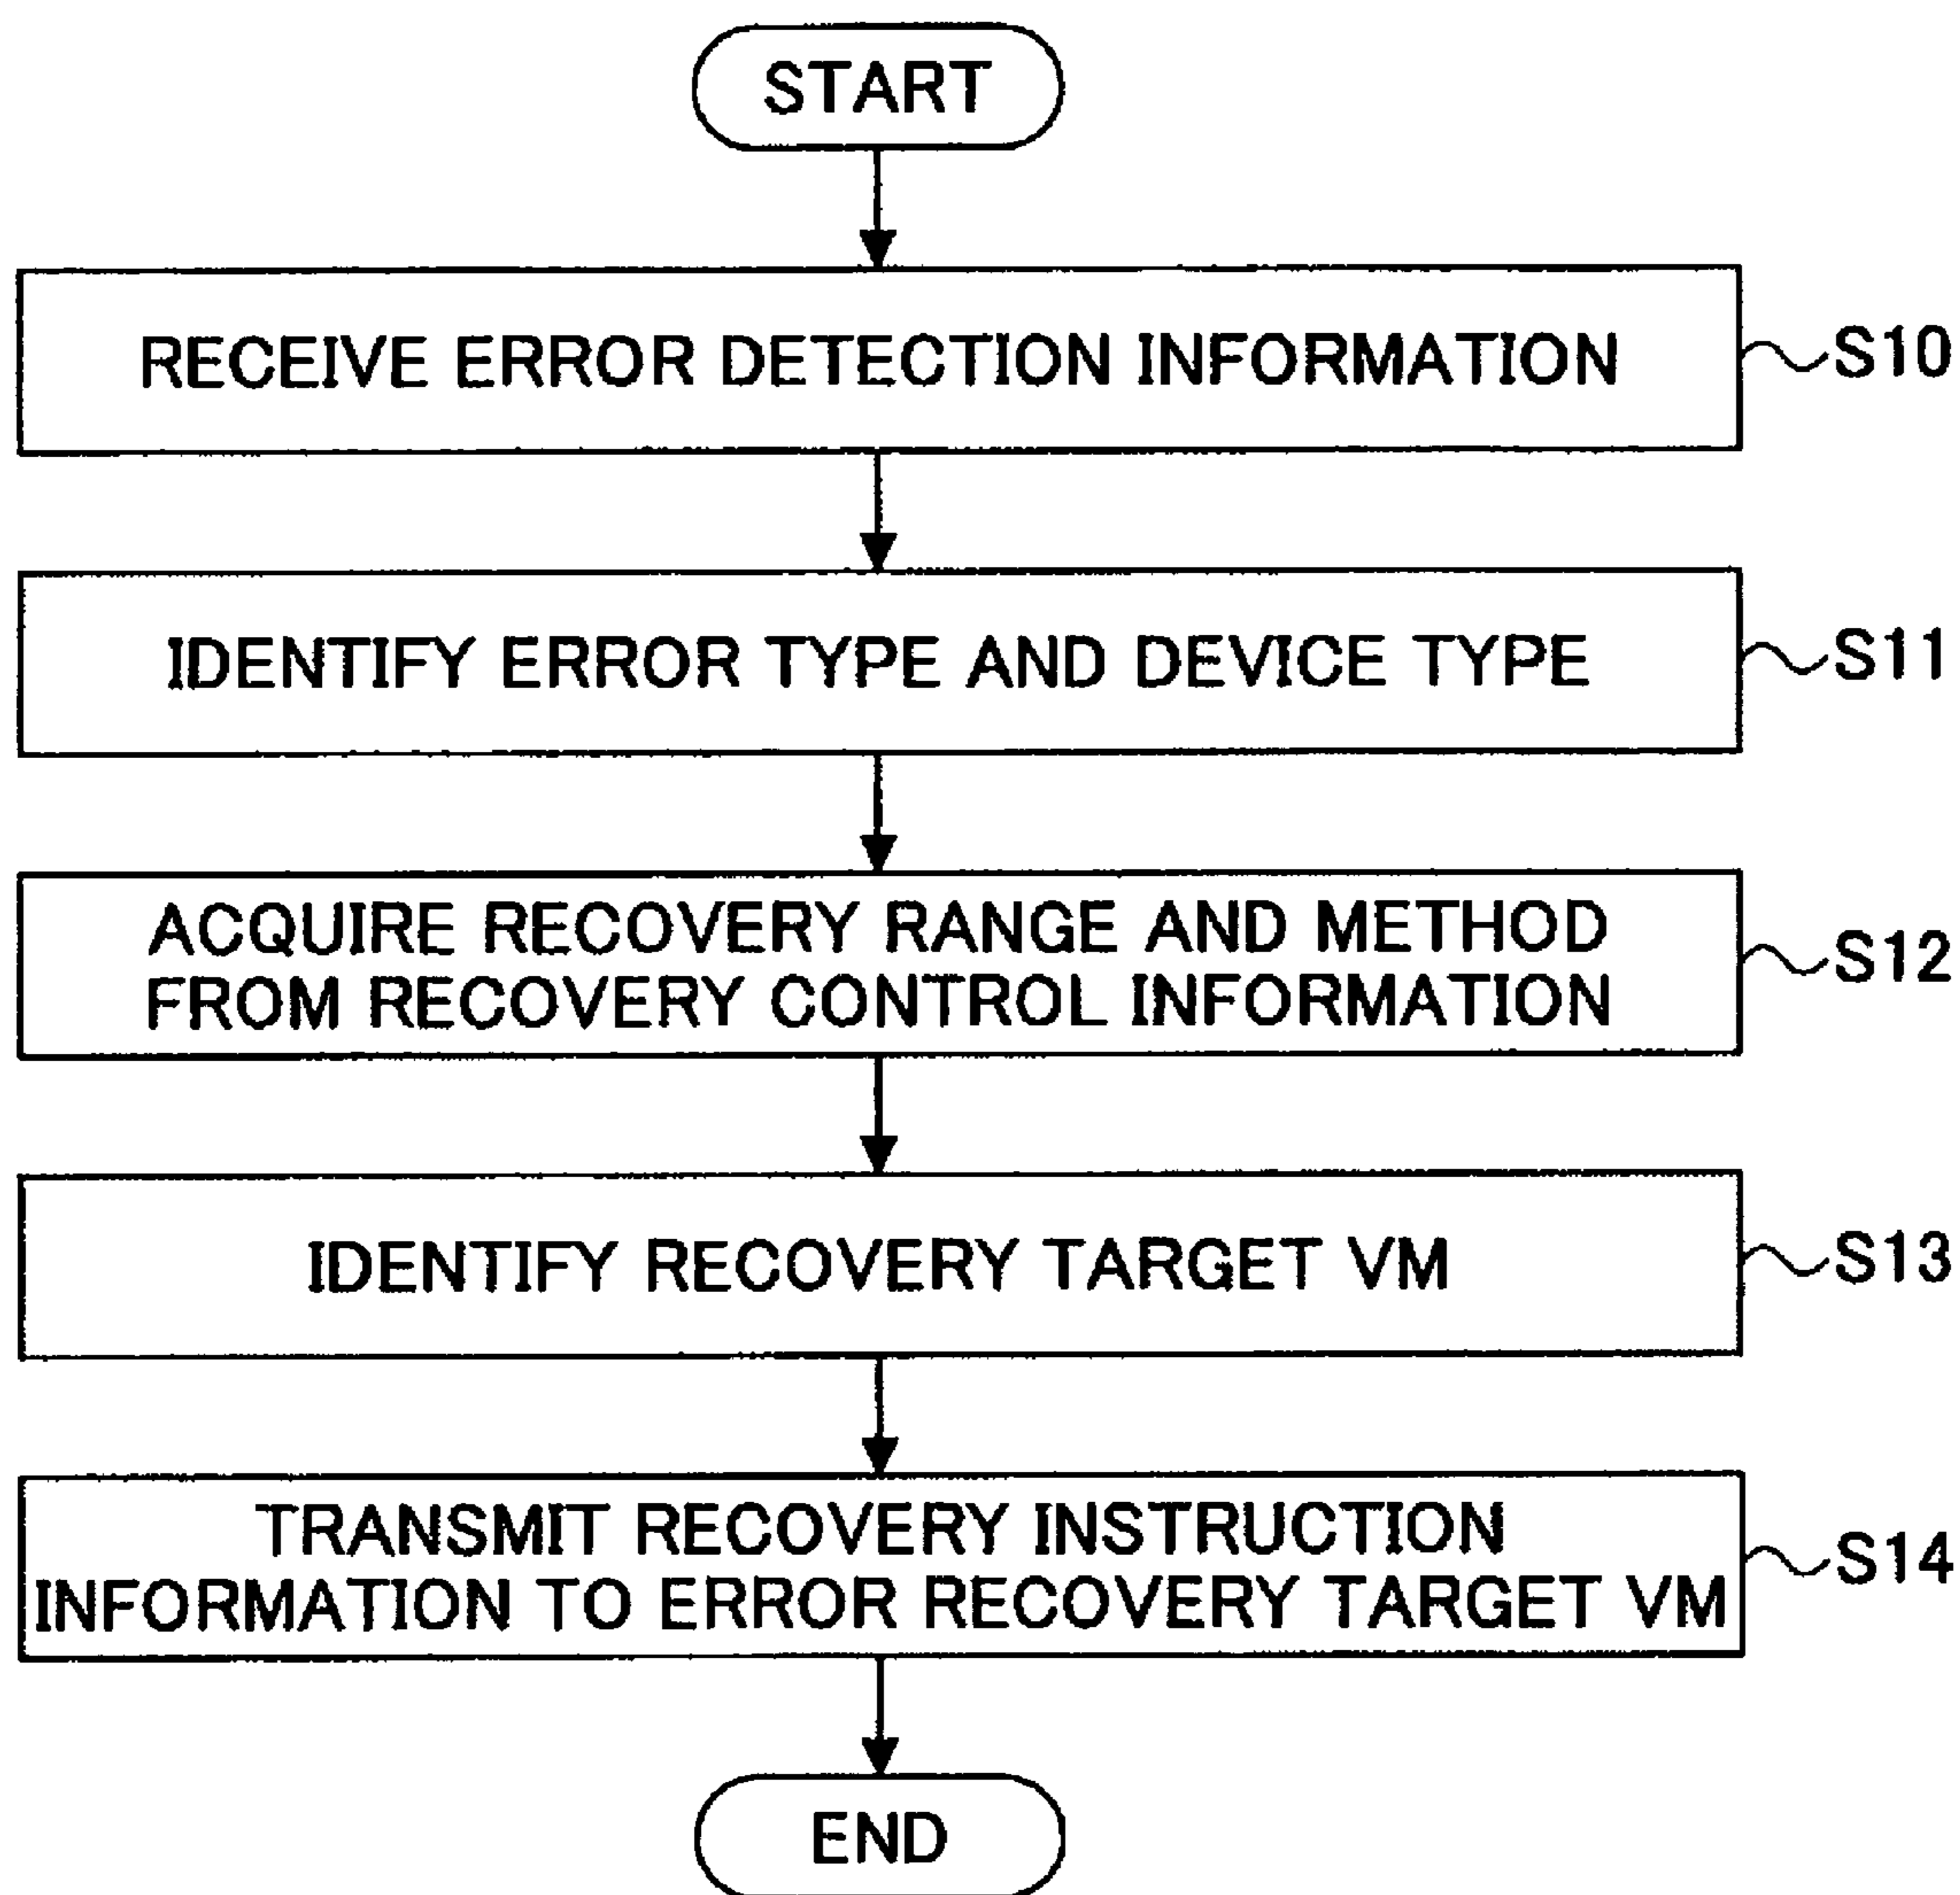 START
RECEIVE ERROR DETECTION INFORMATION
S10
IDENTIFY ERROR TYPE AND DEVICE TYPE
S11
ACQUIRE RECOVERY RANGE AND METHOD
FROM RECOVERY CONTROL INFORMATION
S12
IDENTIFY RECOVERY TARGET VM
S13
TRANSMIT RECOVERY INSTRUCTION
INFORMATION TO ERROR RECOVERY TARGET VM
S14
END